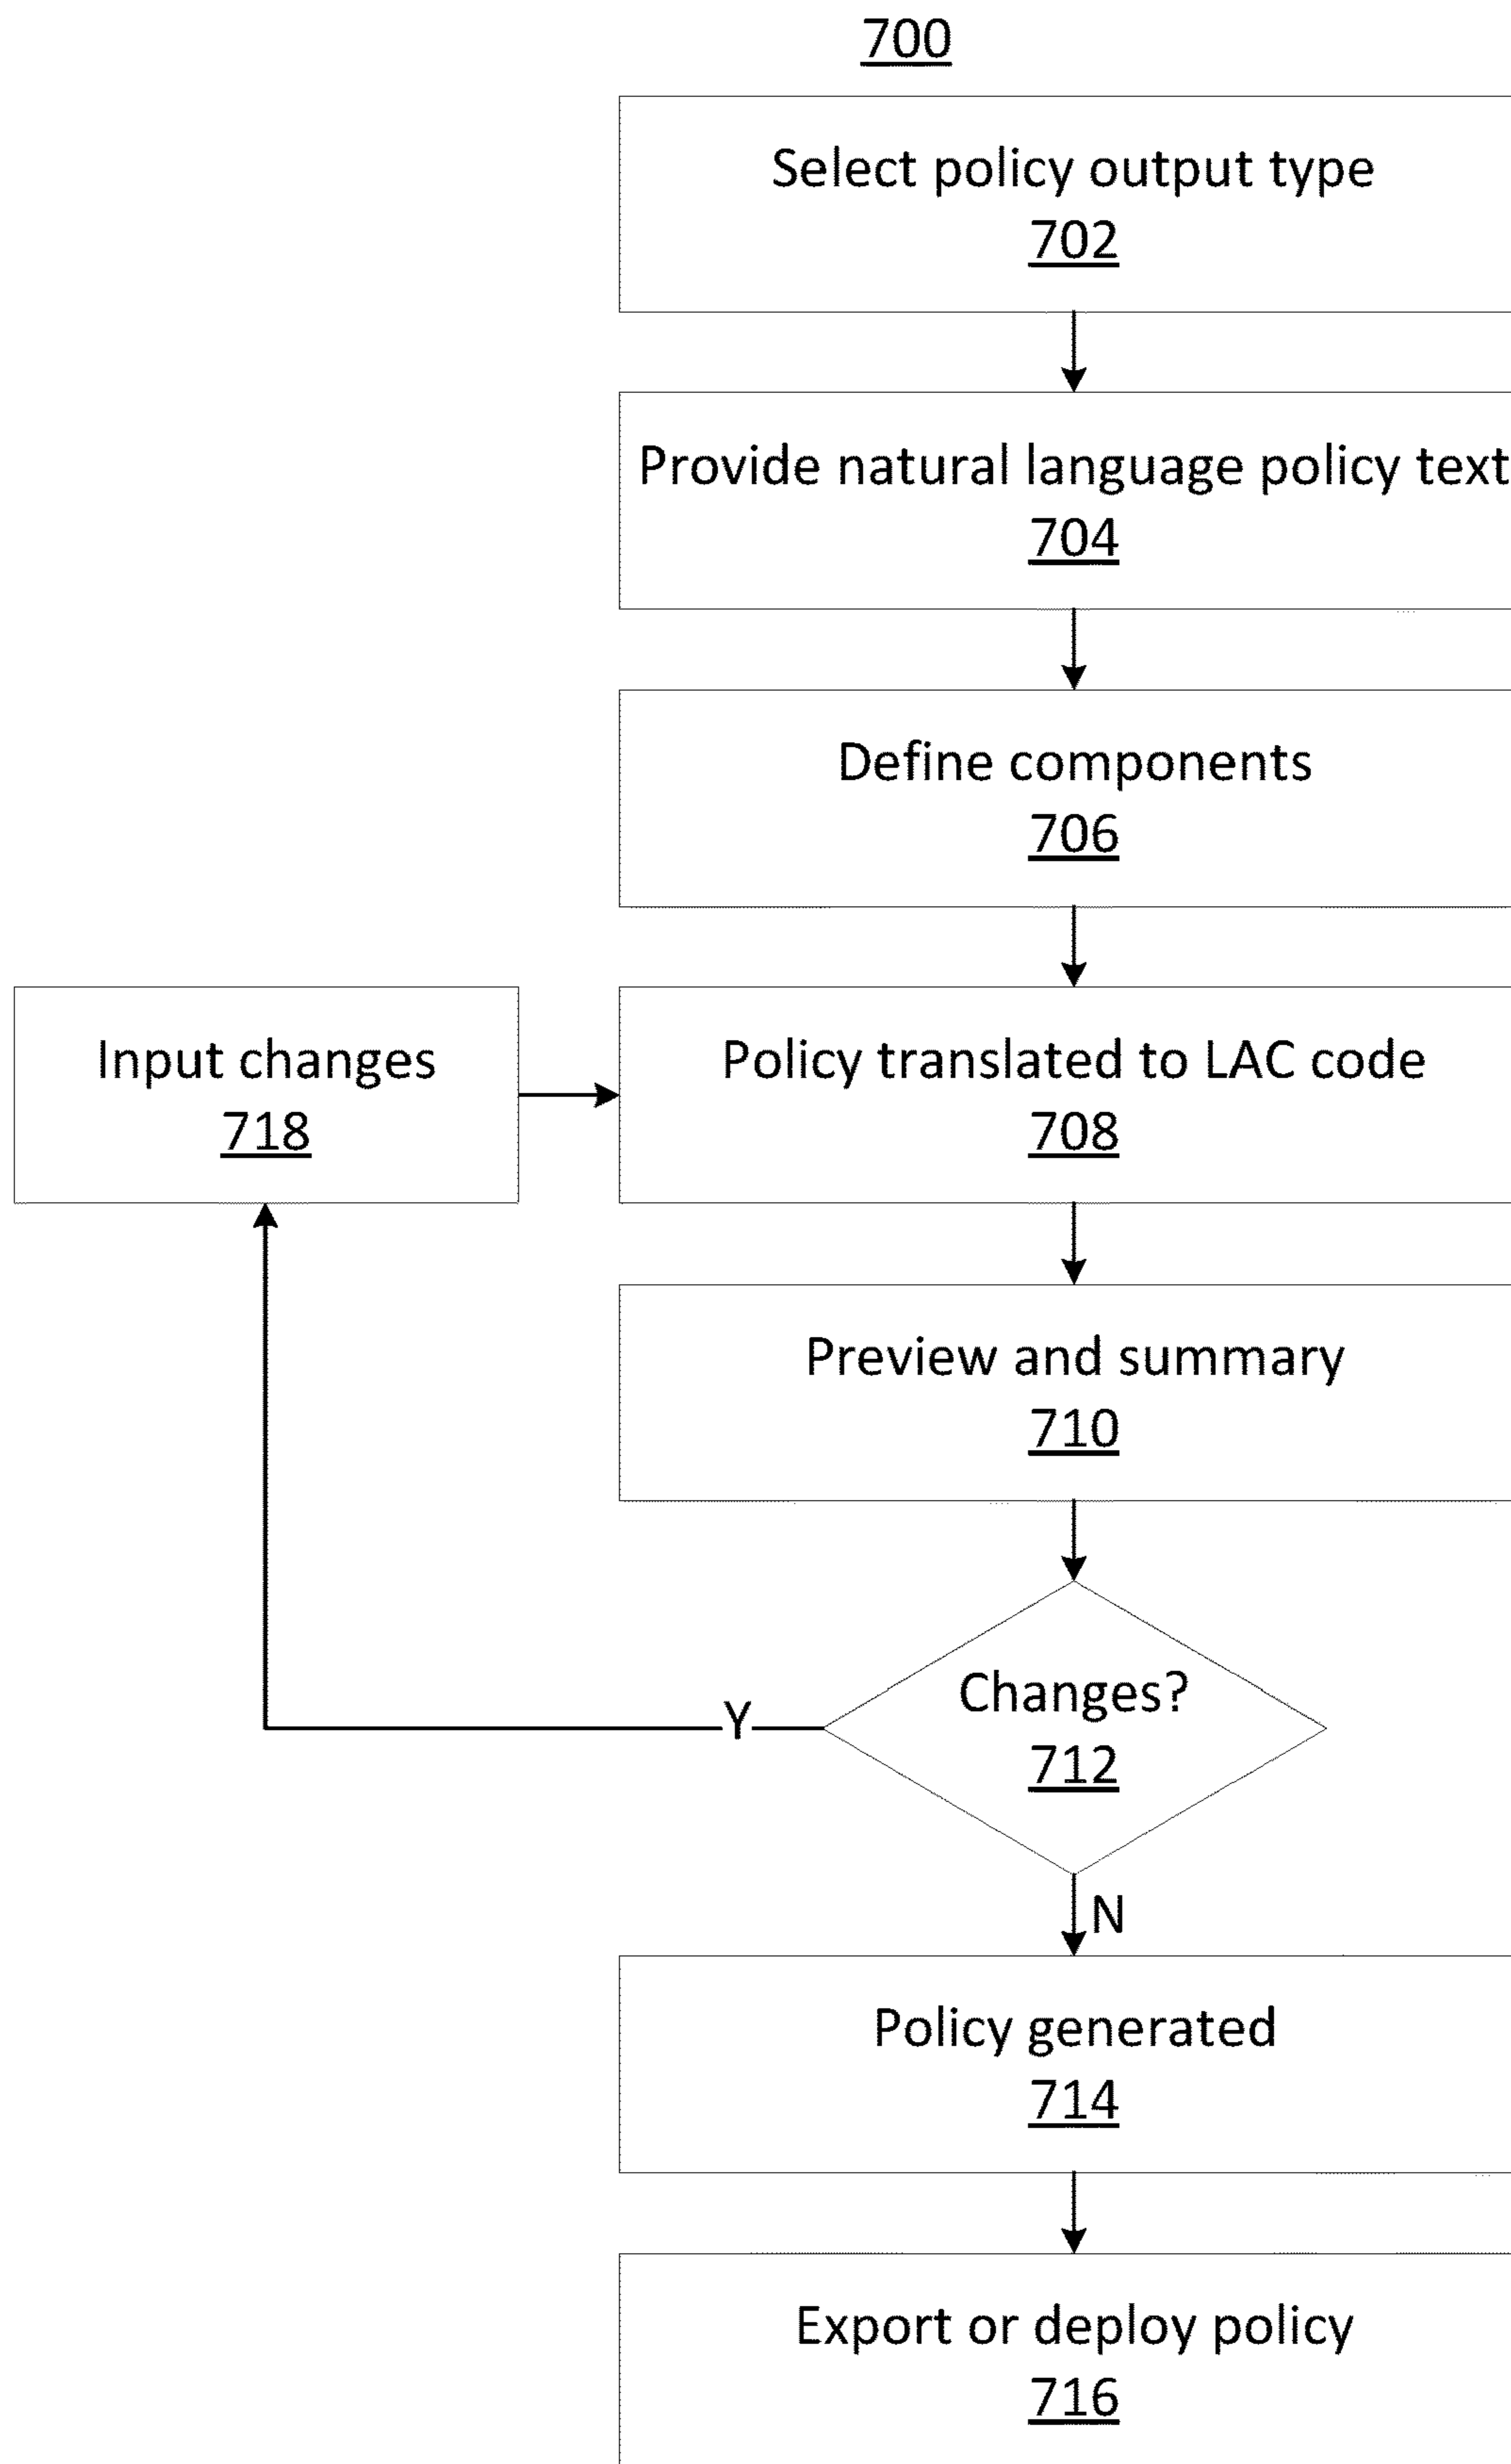 700
Select policy output type
702
Provide natural language policy text
704
Define components
706
Input changes
718
Policy translated to LAC code
708
Preview and summary
710
Changes?
712
Y
N
Policy generated
714
Export or deploy policy
716